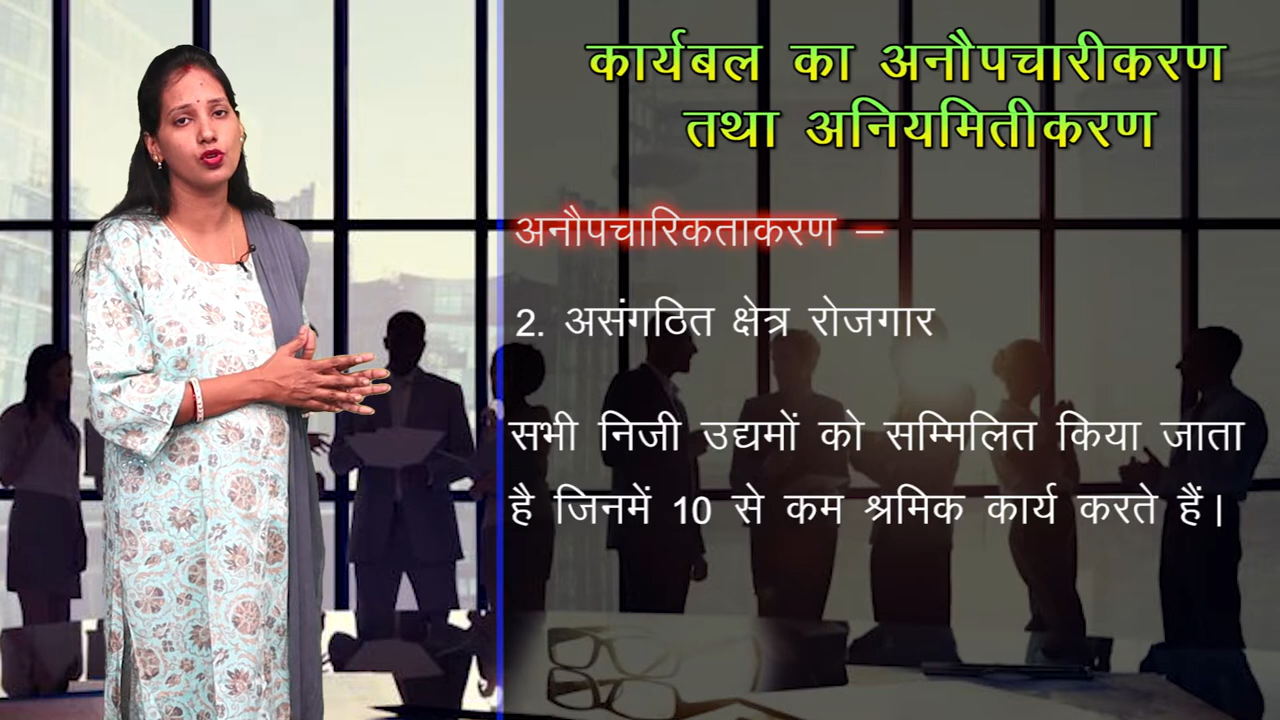 कार्यबल का अनौपचारीकरण
तथा अनियमितीकरण
अनौपचारिकताकरण –
2. असंगठित क्षेत्र रोजगार
सभी निजी उद्यमों को सम्मिलित किया जाता
है जिनमें 10 से कम श्रमिक कार्य करते हैं।